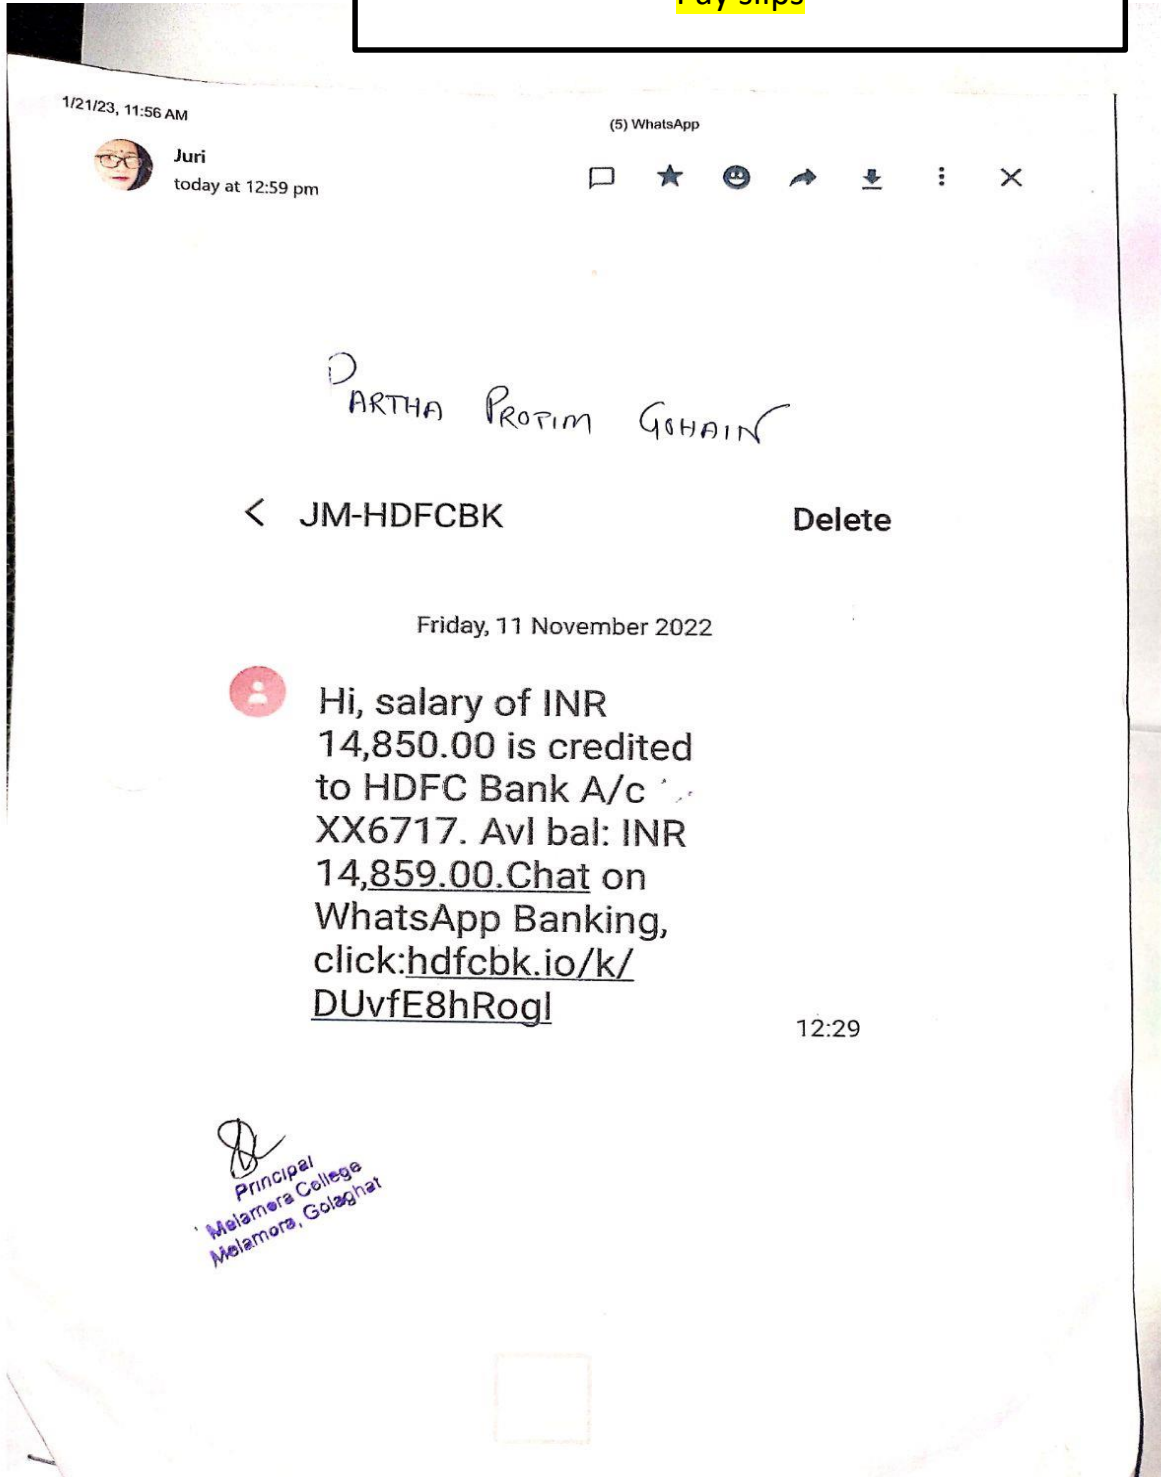 Pay slips
1/21/23, 11:56 AM
(5) WhatsApp
Juri
today at 12:59 pm
PARTHA PROTIM GOHAIN
< JM-HDFCBK Delete
Friday, 11 November 2022
Hi, salary of INR
14,850.00 is credited
to HDFC Bank A/c
XX6717. Avl bal: INR
14,859.00.Chat on
WhatsApp Banking,
click:hdfcbk.io/k/
DUvfE8hRogI
12:29
Principal
Melamora College
Melamora, Golaghat